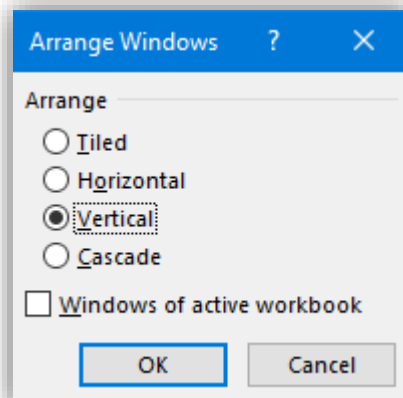 Arrange Windows ? ×
Arrange
Tiled
Horizontal
Vertical
Cascade
Windows of active workbook
OK Cancel